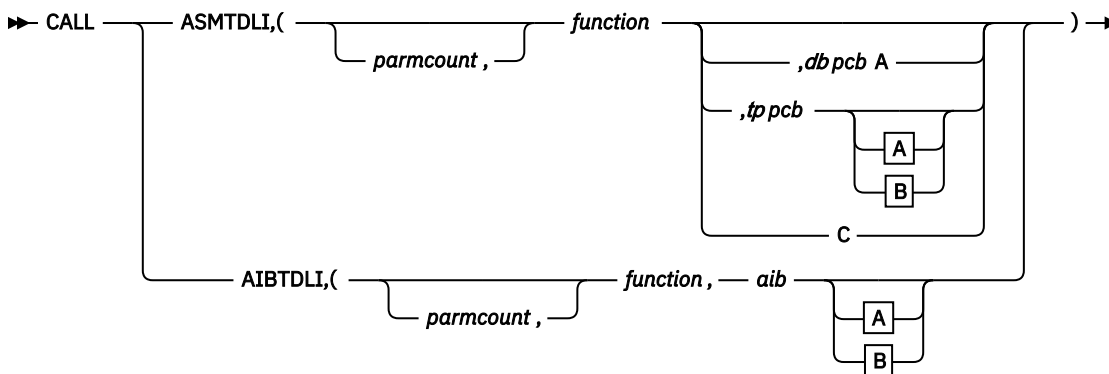 CALL ASMTDLI,( function )
parmcount ,
,db pcb A
,tp pcb
A
B
C
AIBTDLI,( function , aib
parmcount ,
A
B